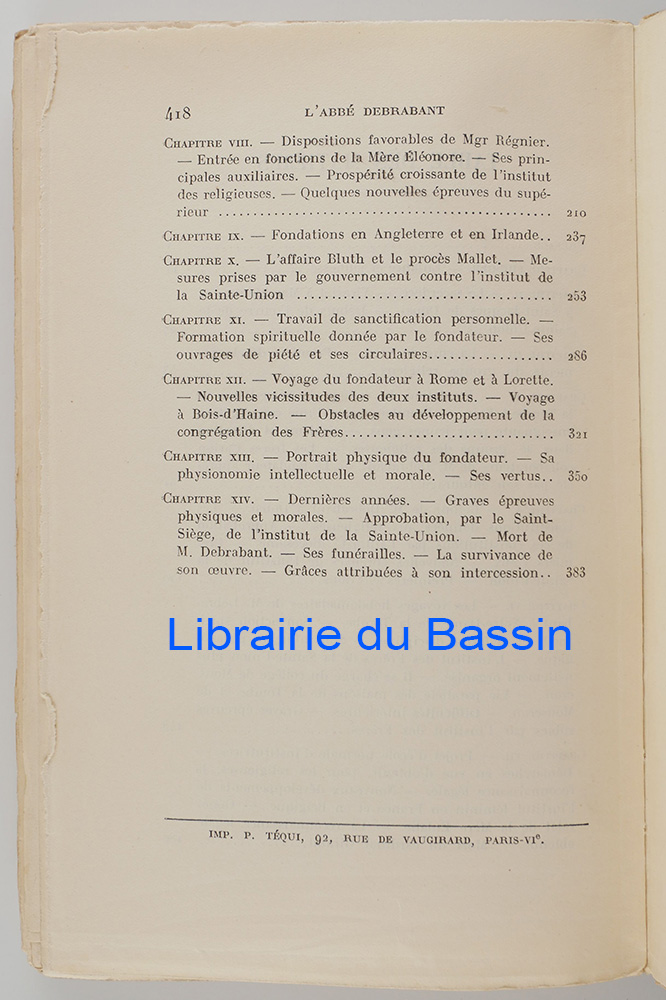 418 L'ABBÉ DEBRABANT
CHAPITRE VIII. — Dispositions favorables de Mgr Régnier.
— Entrée en fonctions de la Mère Éléonore. — Ses prin-
cipales auxiliaires. — Prospérité croissante de l'institut
des religieuses. — Quelques nouvelles épreuves du supé-
rieur .................................................. 210
CHAPITRE IX. — Fondations en Angleterre et en Irlande.. 237
CHAPITRE X. — L'affaire Bluth et le procès Mallet. — Me-
sures prises par le gouvernement contre l'institut de
la Sainte-Union ...................................... 253
CHAPITRE XI. — Travail de sanctification personnelle. —
Formation spirituelle donnée par le fondateur. — Ses
ouvrages de piété et ses circulaires.................. 286
CHAPITRE XII. — Voyage du fondateur à Rome et à Lorette.
— Nouvelles vicissitudes des deux instituts. — Voyage
à Bois-d'Haine. — Obstacles au développement de la
congrégation des Frères............................... 321
CHAPITRE XIII. — Portrait physique du fondateur. — Sa
physionomie intellectuelle et morale. — Ses vertus.. 350
CHAPITRE XIV. — Dernières années. — Graves épreuves
physiques et morales. — Approbation, par le Saint-
Siège, de l'institut de la Sainte-Union. — Mort de
M. Debrabant. — Ses funérailles. — La survivance de
son œuvre. — Grâces attribuées à son intercession.. 383
Librairie du Bassin
IMP. P. TÉQUI, 92, RUE DE VAUGIRARD, PARIS-VIe.